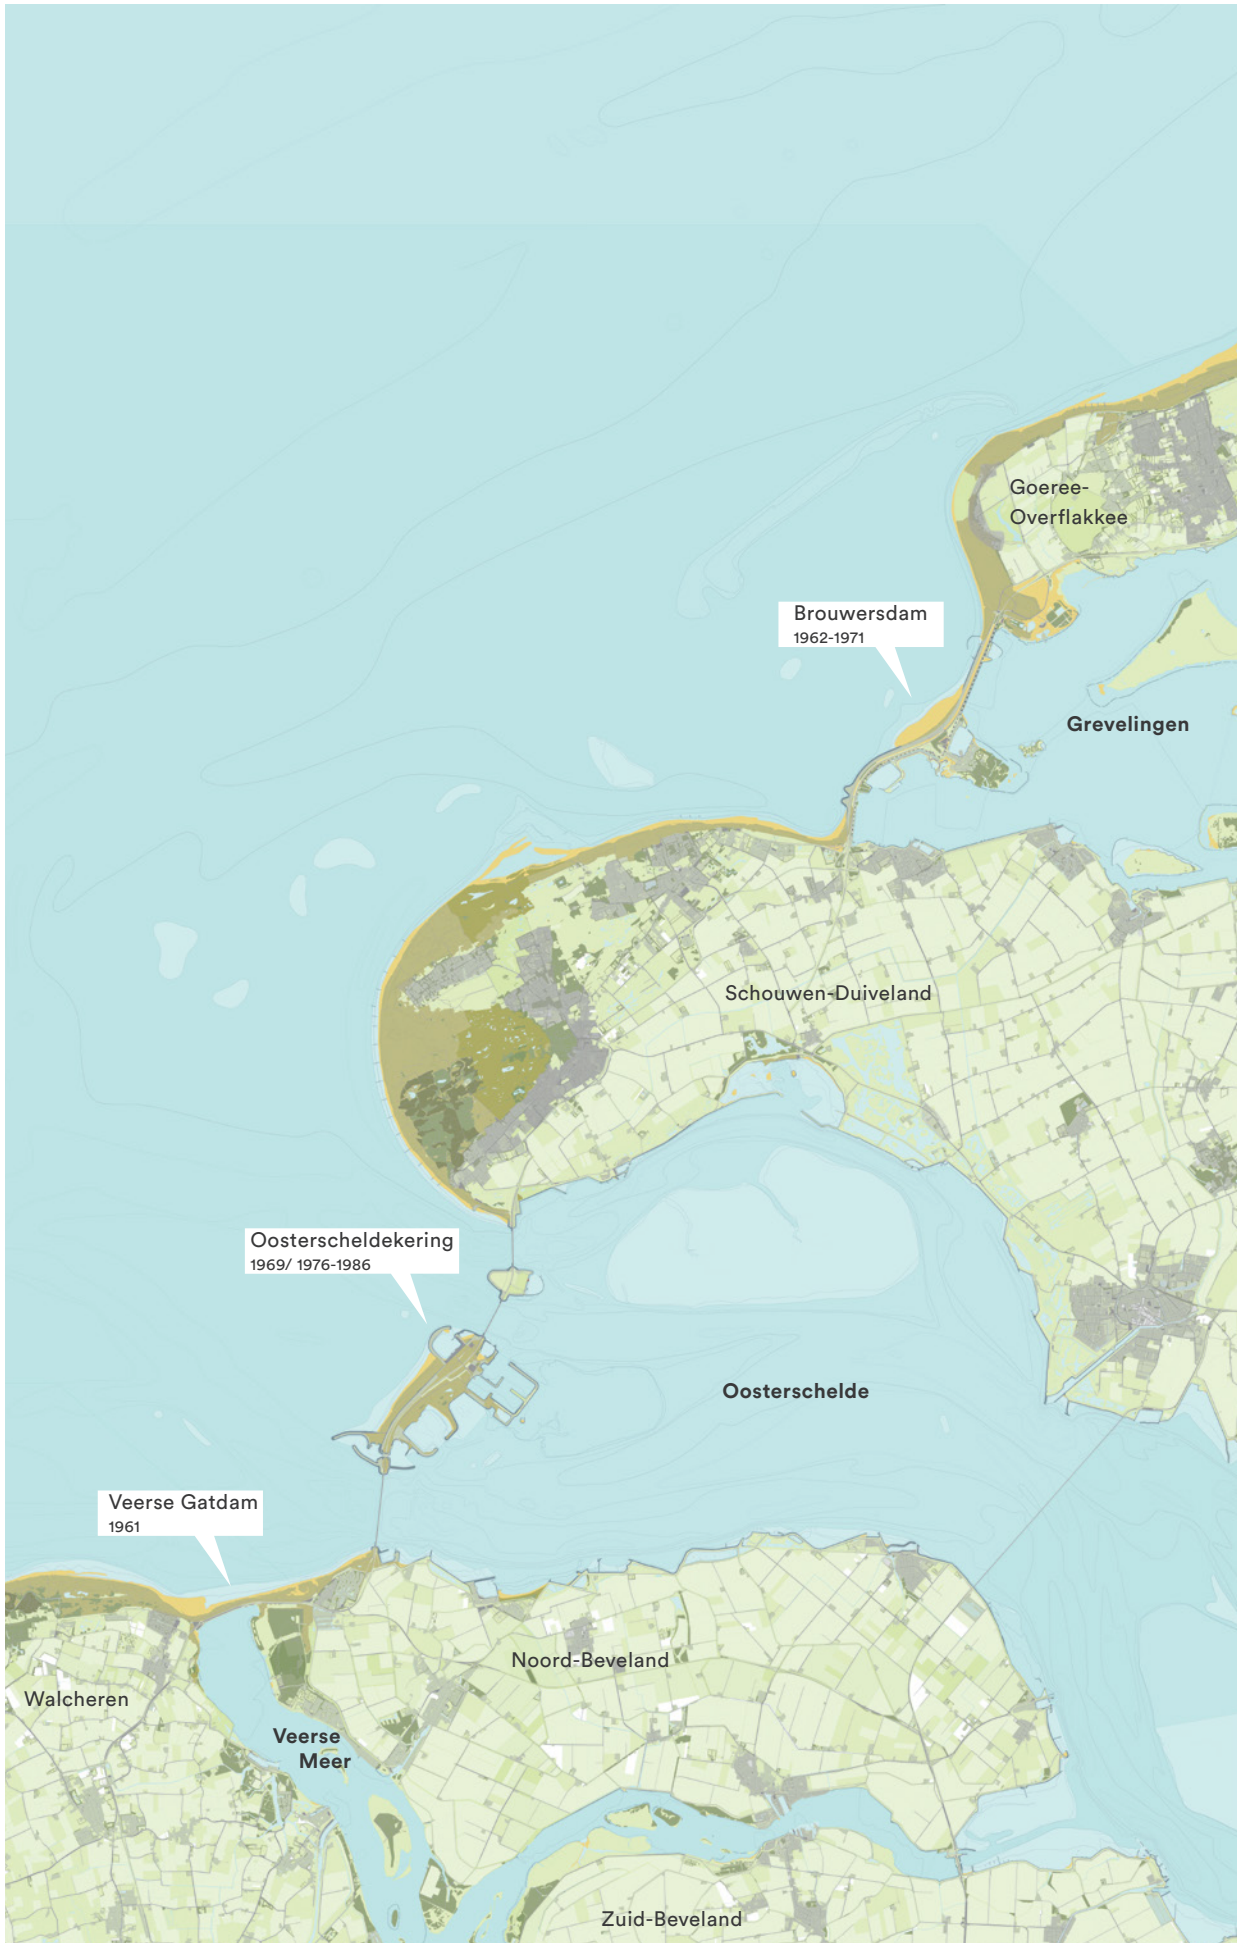 Goeree-
Overflakkee
Brouwersdam
1962-1971
Grevelingen
Schouwen-Duiveland
Oosterscheldekering
1969/ 1976-1986
Oosterschelde
Veerse Gatdam
1961
Noord-Beveland
Walcheren
Veerse
Meer
Zuid-Beveland